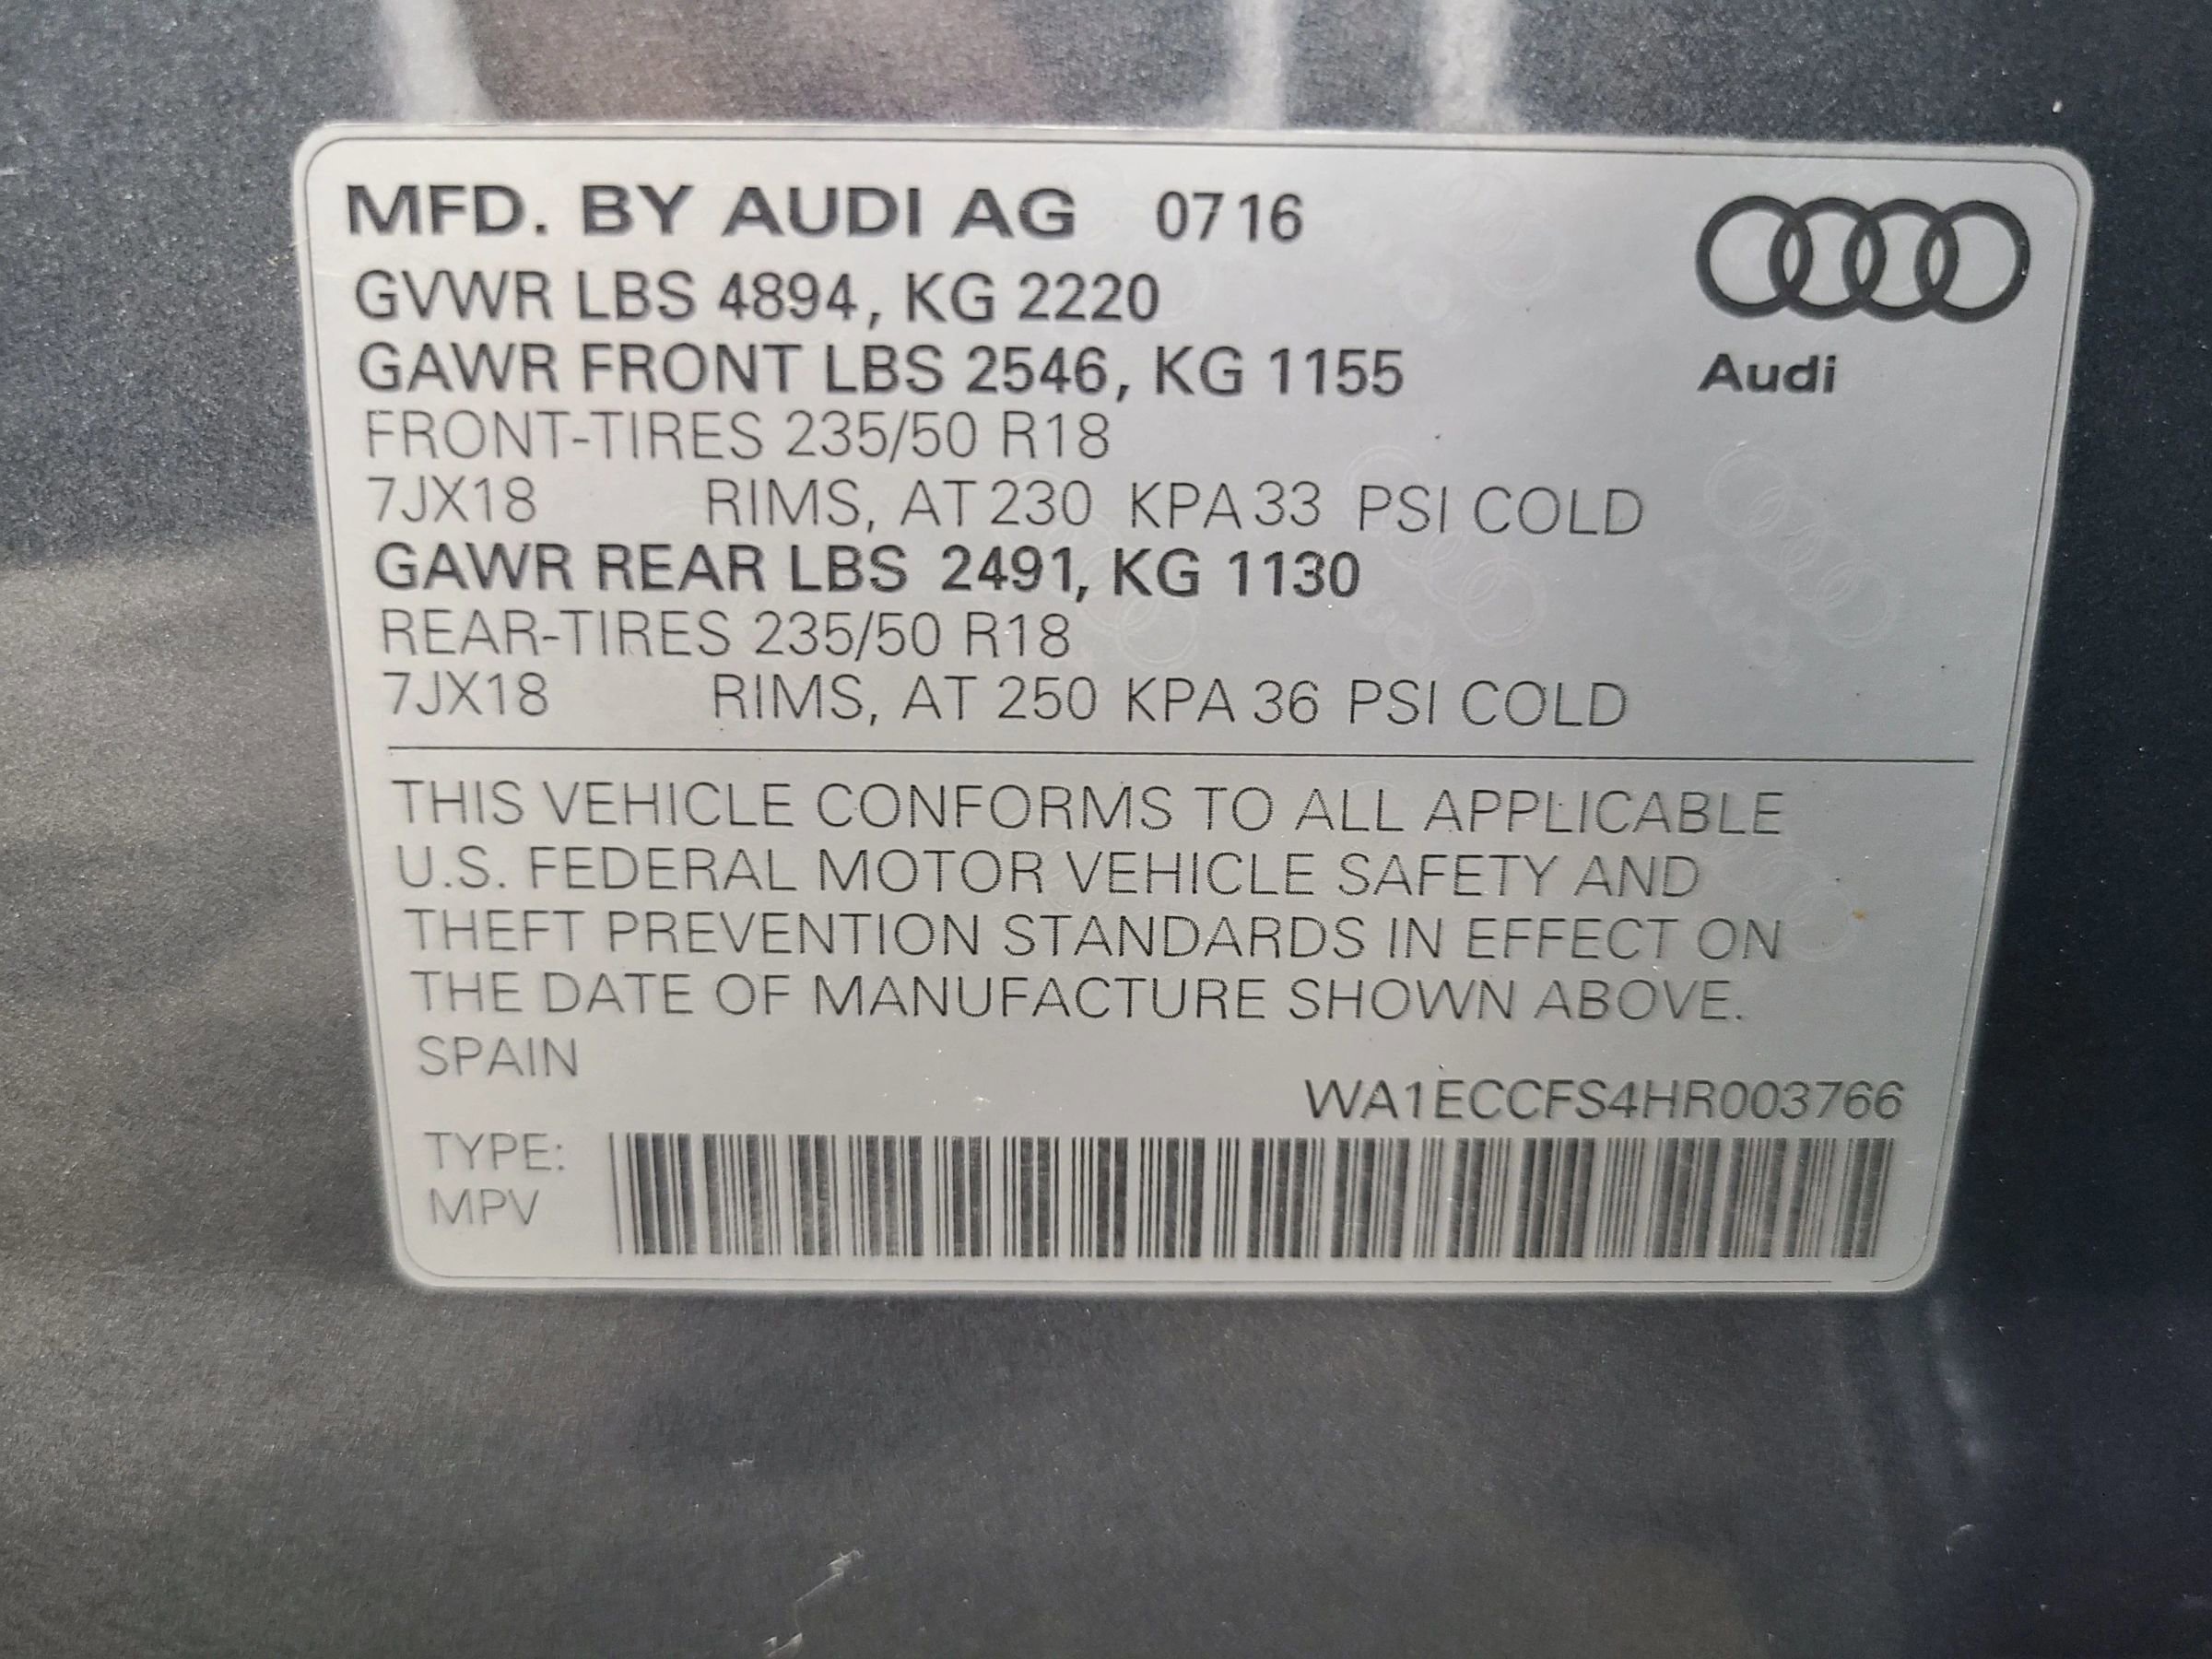 MFD. BY AUDI AG 07 16
GVWR LBS 4894, KG 2220
GAWR FRONT LBS 2546, KG 1155
Audi
FRONT-TIRES 235/50 R18
7JX18 RIMS, AT 230 KPA 33 PSI COLD
GAWR REAR LBS 2491, KG 1130
REAR-TIRES 235/50 R18
7JX18 RIMS, AT 250 KPA 36 PSI COLD
THIS VEHICLE CONFORMS TO ALL APPLICABLE
U.S. FEDERAL MOTOR VEHICLE SAFETY AND
THEFT PREVENTION STANDARDS IN EFFECT ON
THE DATE OF MANUFACTURE SHOWN ABOVE.
SPAIN
WA1ECCFS4HR003766
TYPE:
MPV